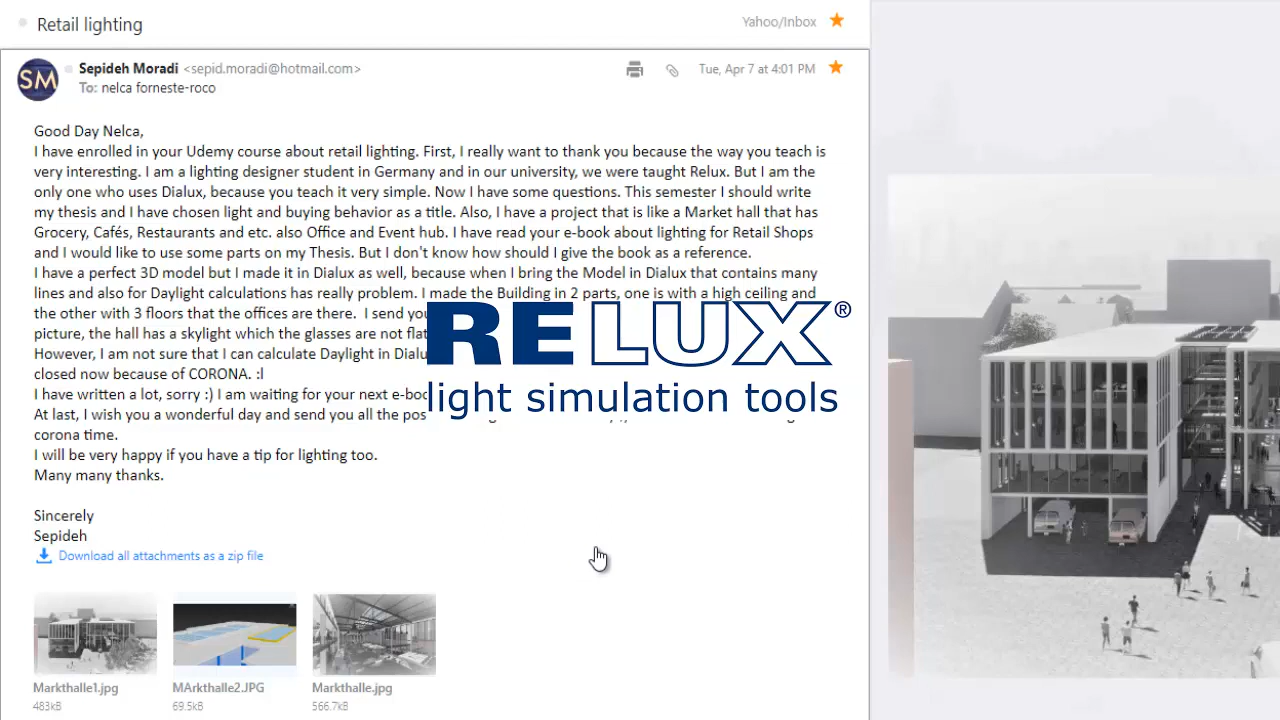 Retail lighting
Yahoo/Inbox
SM
Sepideh Moradi <sepid.moradi@hotmail.com>
Tue, Apr 7 at 4:01 PM
To: nelca forneste-roco
Good Day Nelca,
I have enrolled in your Udemy course about retail lighting. First, I really want to thank you because the way you teach is
very interesting. I am a lighting designer student in Germany and in our university, we were taught Relux. But I am the
only one who uses Dialux, because you teach it very simple. Now I have some questions. This semester I should write
my thesis and I have chosen light and buying behavior as a title. Also, I have a project that is like a Market hall that has
Grocery, Cafés, Restaurants and etc. also Office and Event hub. I have read your e-book about lighting for Retail Shops
and I would like to use some parts on my Thesis. But I don't know how should I give the book as a reference.
I have a perfect 3D model but I made it in Dialux as well, because when I bring the Model in Dialux that contains many
lines and also for Daylight calculations has really problem. I made the Building in 2 parts, one is with a high ceiling and
the other with 3 floors that the offices are there. I send you
picture, the hall has a skylight which the glasses are not flat
However, I am not sure that I can calculate Daylight in Dialu
closed now because of CORONA. :l
I have written a lot, sorry :) I am waiting for your next e-boo
At last, I wish you a wonderful day and send you all the pos
corona time.
I will be very happy if you have a tip for lighting too.
Many many thanks.
RELUX®
light simulation tools
Sincerely
Sepideh
Download all attachments as a zip file
Markthalle1.jpg
483kB
MArkthalle2.JPG
69.5kB
Markthalle.jpg
566.7kB